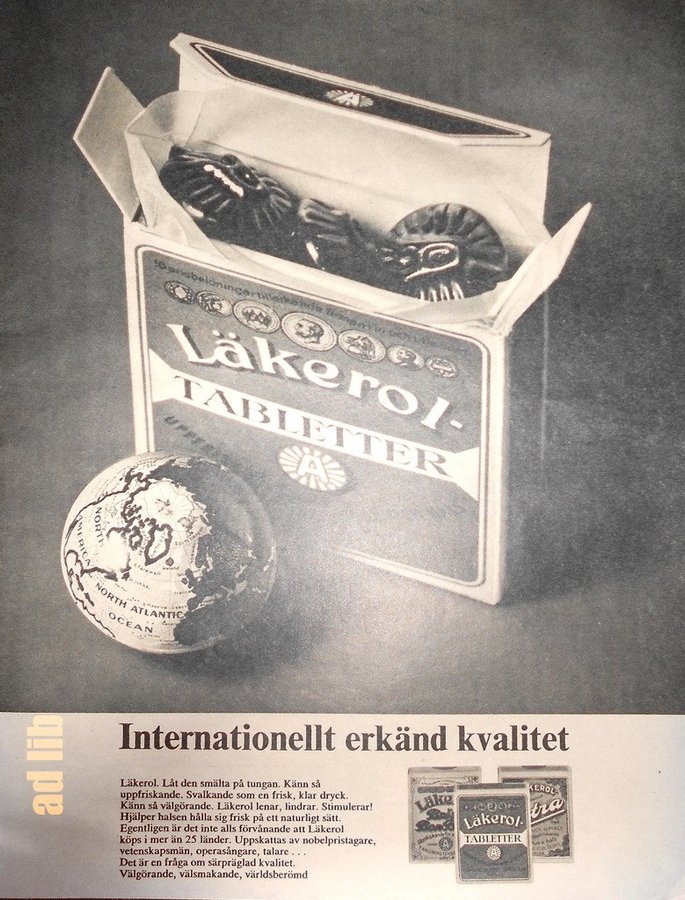 Läkerol-
TABLETTER
NORTH
AMERICA
NORTH ATLANTIC
OCEAN
ad lib
Internationellt erkänd kvalitet
Läkerol. Låt den smälta på tungan. Känn så
uppfriskande. Svalkande som en frisk, klar dryck.
Känn så välgörande. Läkerol lenar, lindrar. Stimulerar!
Hjälper halsen hålla sig frisk på ett naturligt sätt.
Egentligen är det inte alls förvånande att Läkerol
köps i mer än 25 länder. Uppskattas av nobelpristagare,
vetenskapsmän, operasångare, talare . . .
Det är en fråga om särpräglad kvalitet.
Välgörande, välsmakande, världsberömd
Läkerol-
TABLETTER